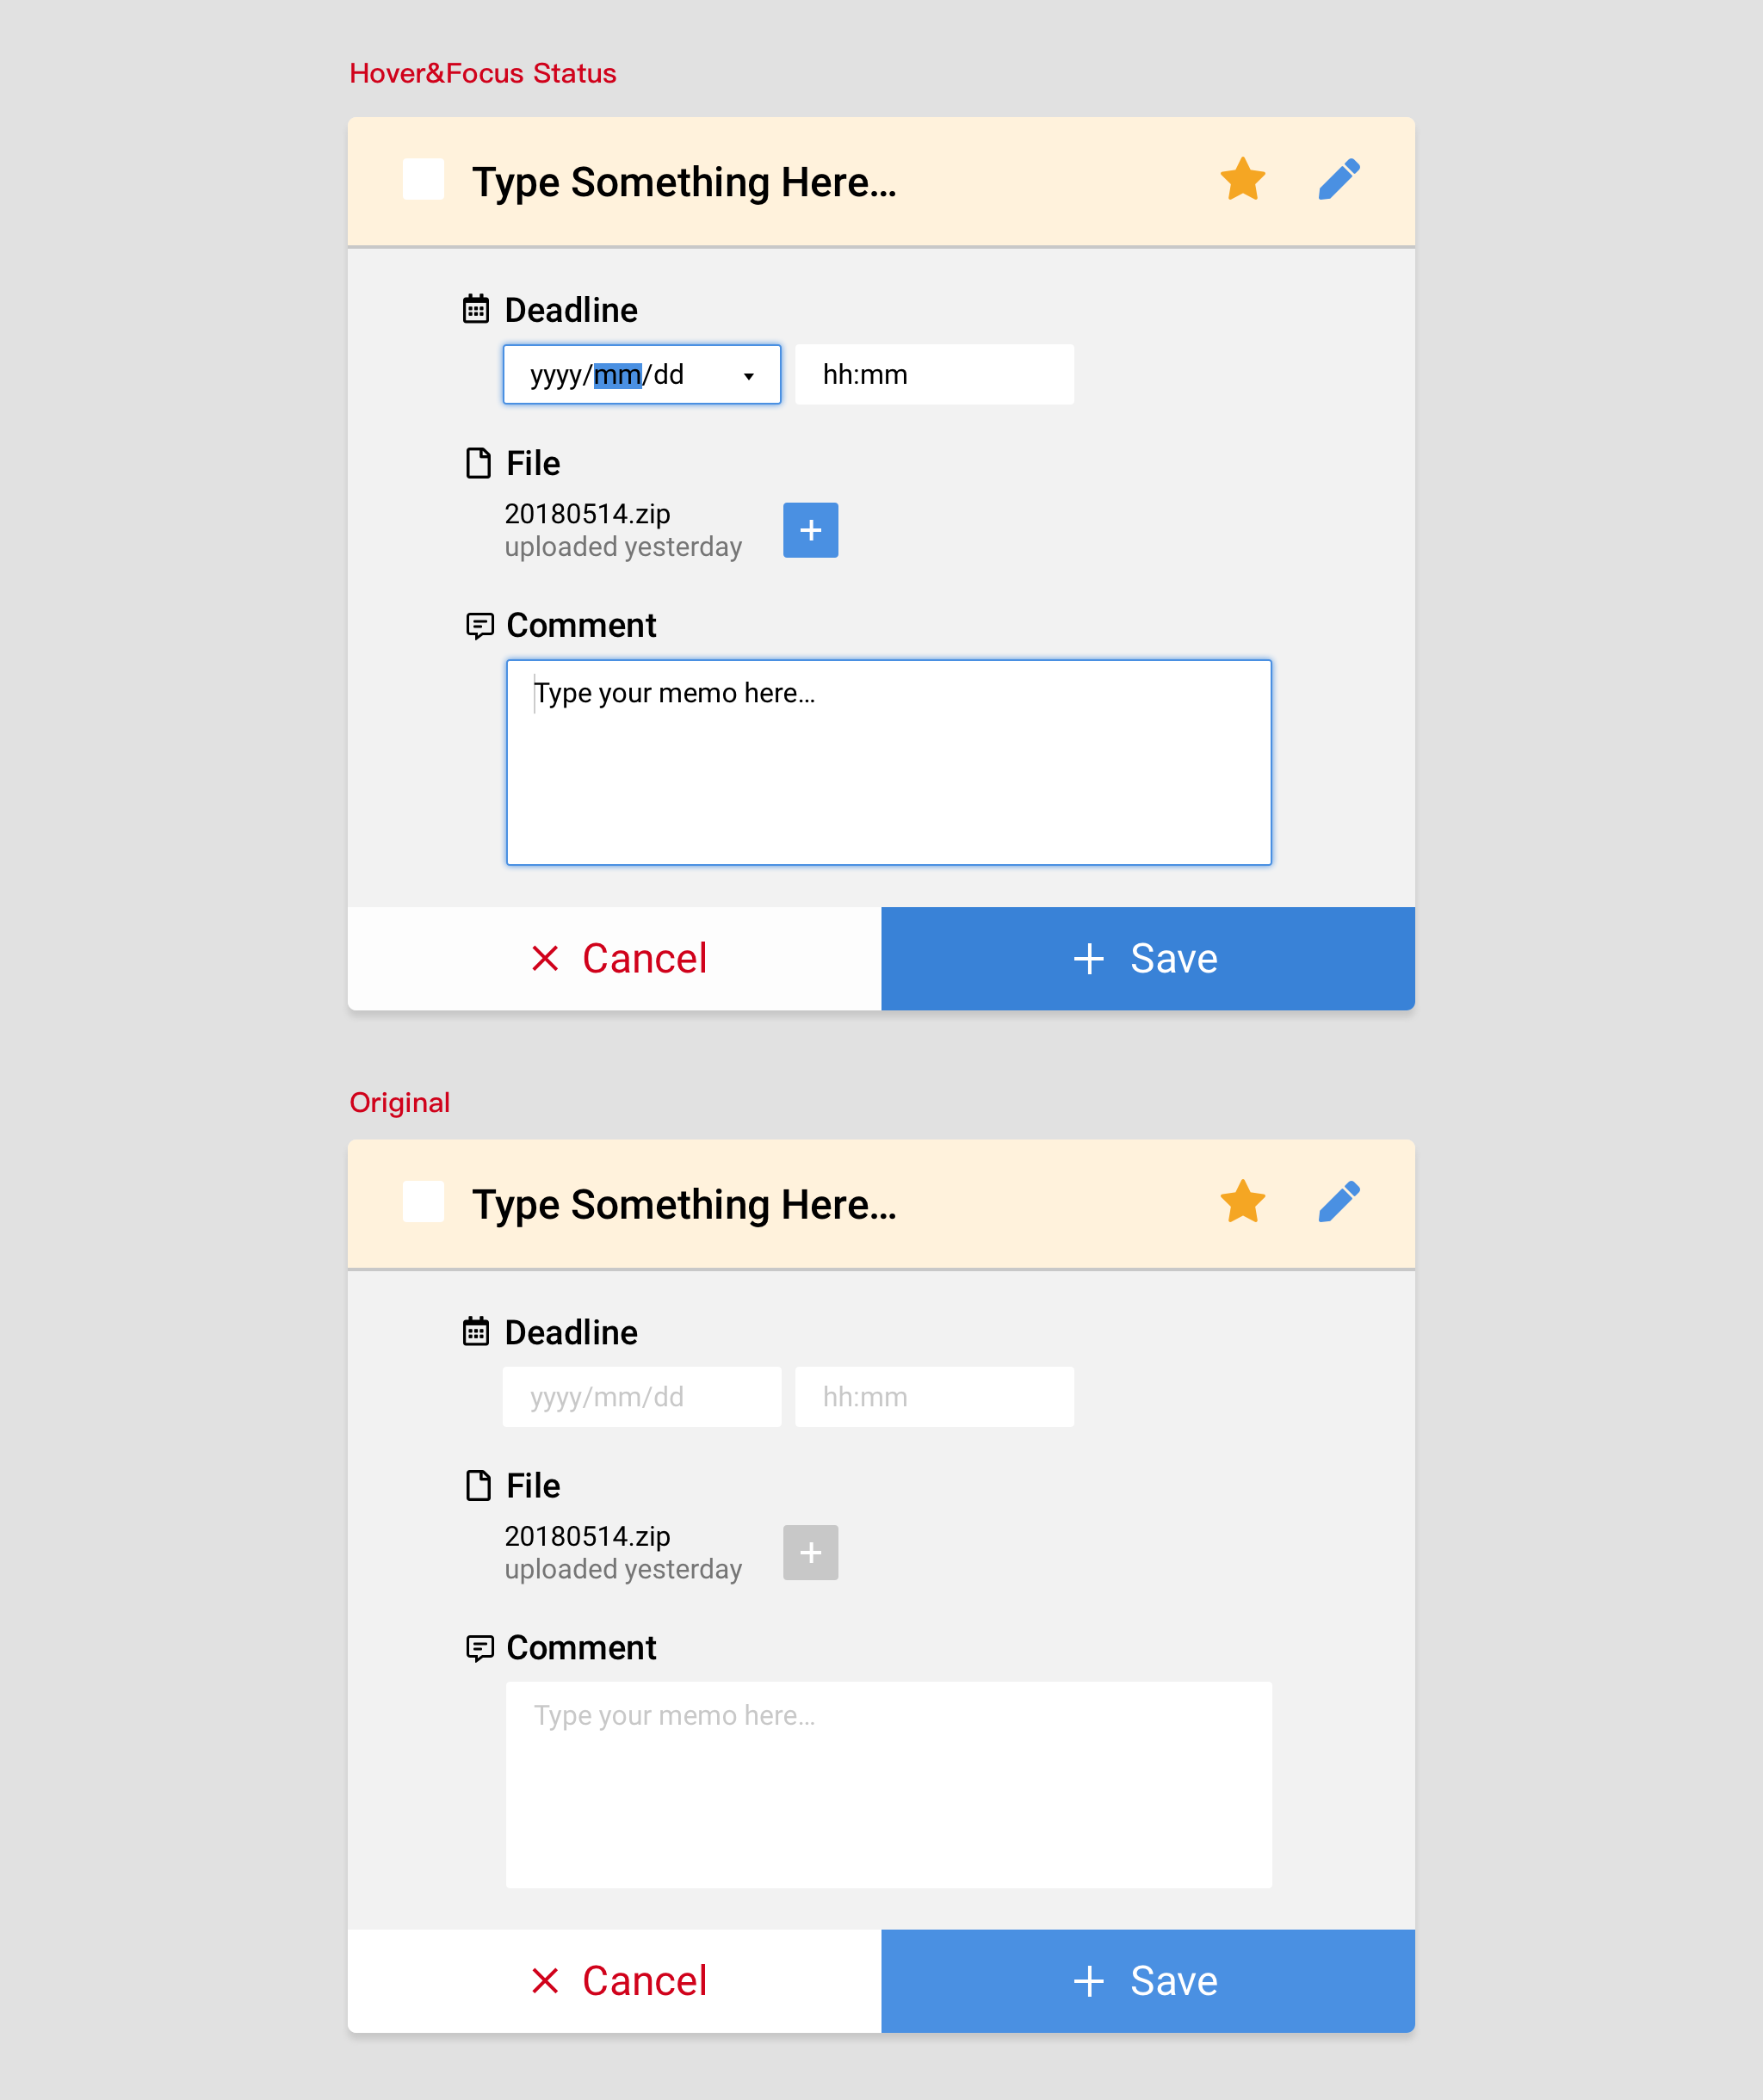 Hover&Focus Status
Type Something Here...
Deadline
yyyy/mm/dd hh:mm
File
20180514.zip
uploaded yesterday
+
Comment
Type your memo here...
× Cancel + Save
Original
Type Something Here...
Deadline
yyyy/mm/dd hh:mm
File
20180514.zip
uploaded yesterday
+
Comment
Type your memo here...
× Cancel + Save